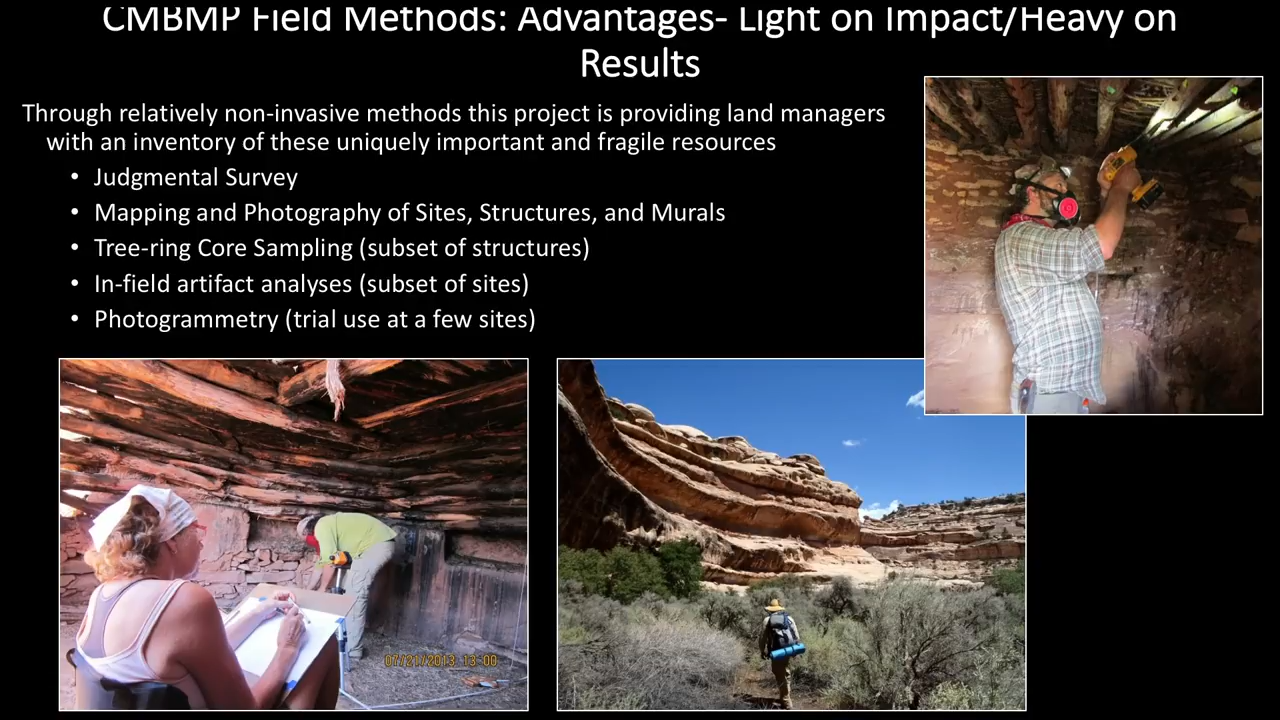 CMBMP Field Methods: Advantages- Light on Impact/Heavy on
Results
Through relatively non-invasive methods this project is providing land managers
with an inventory of these uniquely important and fragile resources
• Judgmental Survey
• Mapping and Photography of Sites, Structures, and Murals
• Tree-ring Core Sampling (subset of structures)
• In-field artifact analyses (subset of sites)
• Photogrammetry (trial use at a few sites)
07/21/2013 13:00